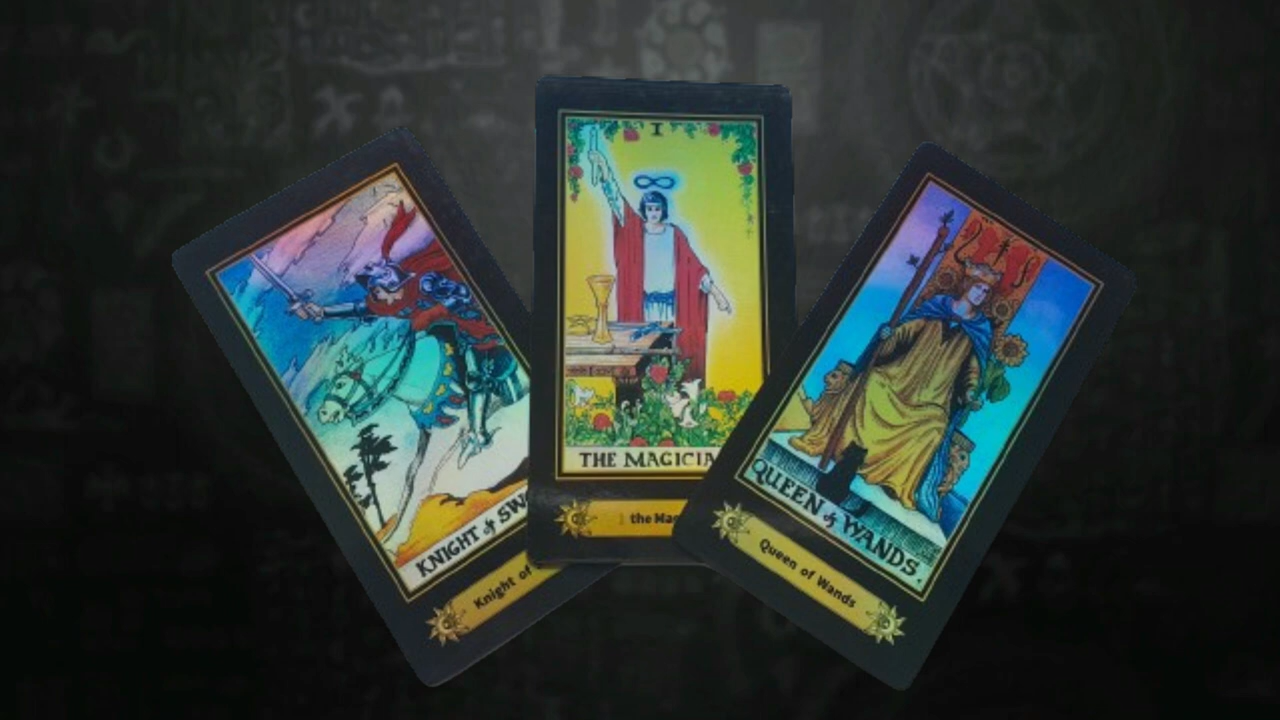 KNIGHT of SW
Knight of
I
THE MAGICIA
I the Ma
QUEEN of WANDS.
Queen of Wands